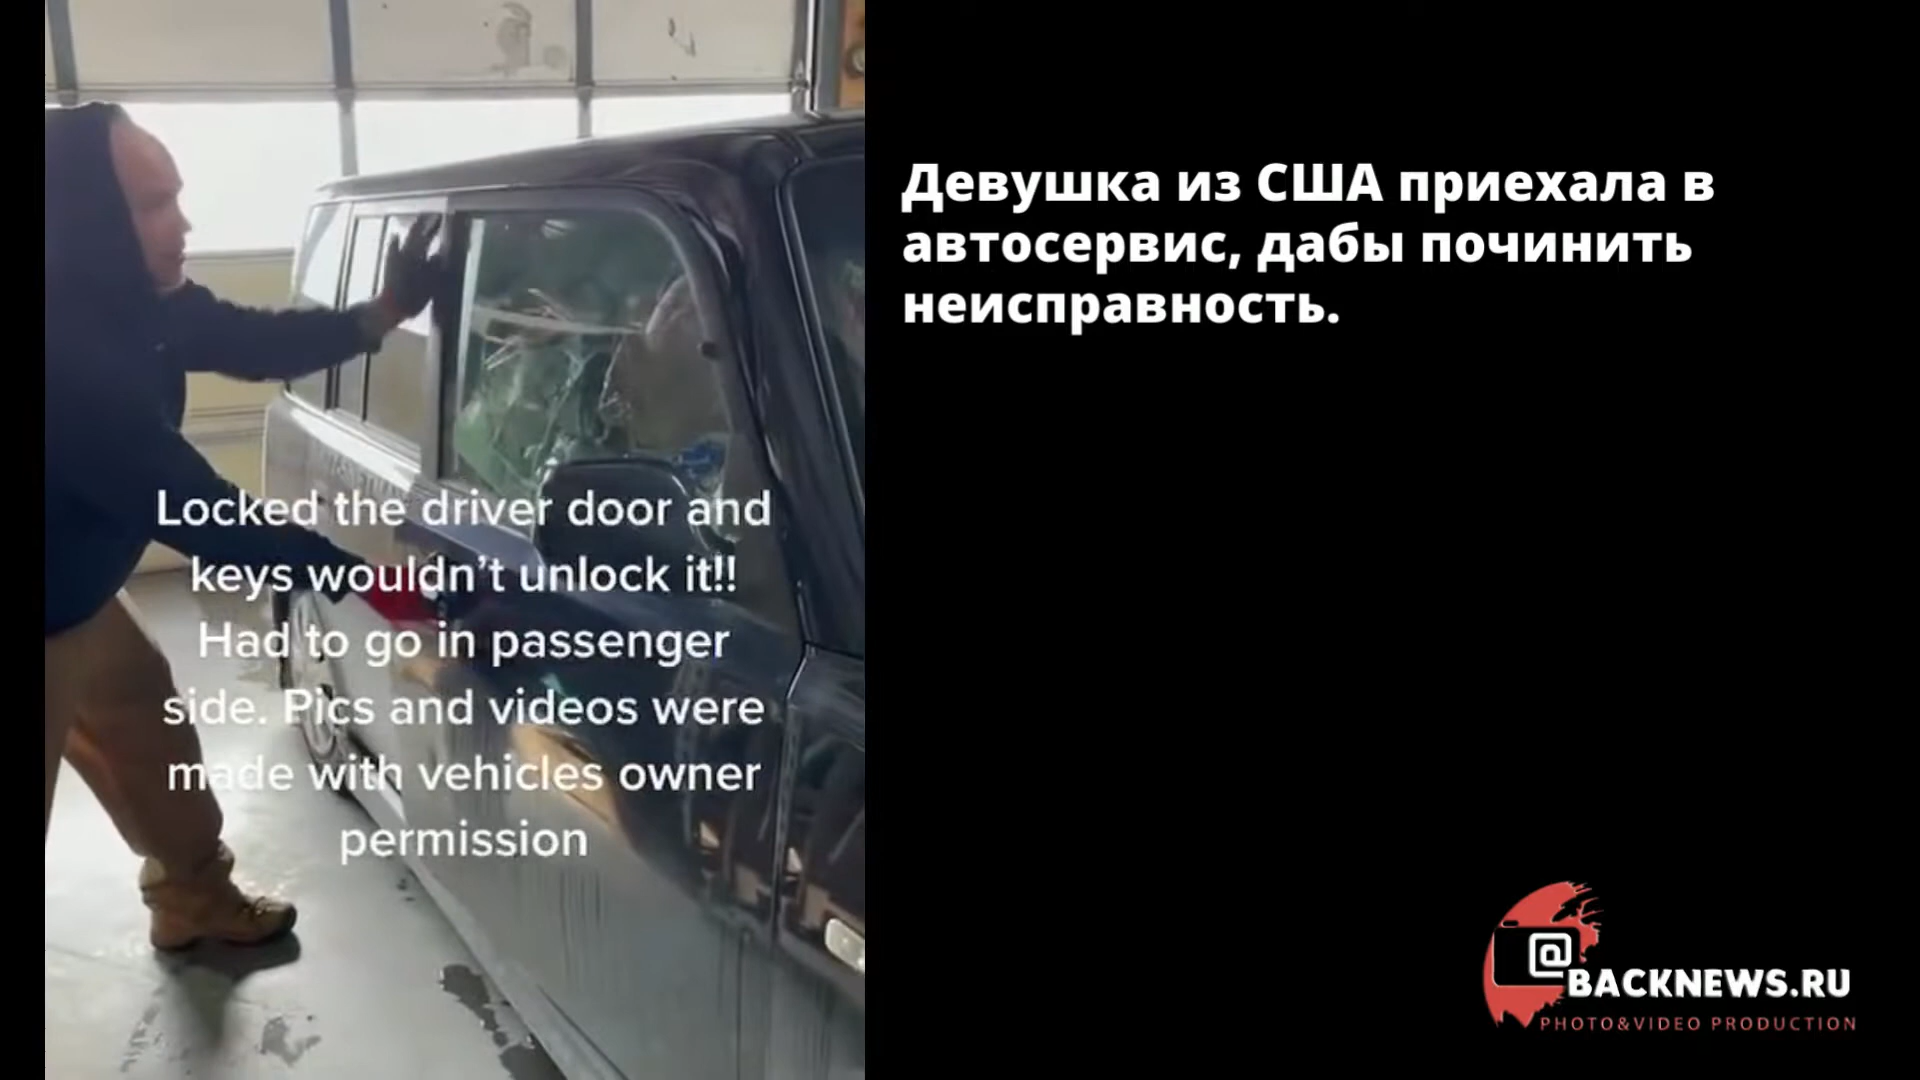 Locked the driver door and
keys wouldn't unlock it!!
Had to go in passenger
side. Pics and videos were
made with vehicles owner
permission
Девушка из США приехала в
автосервис, дабы починить
неисправность.
@BACKNEWS.RU
PHOTO&VIDEO PRODUCTION